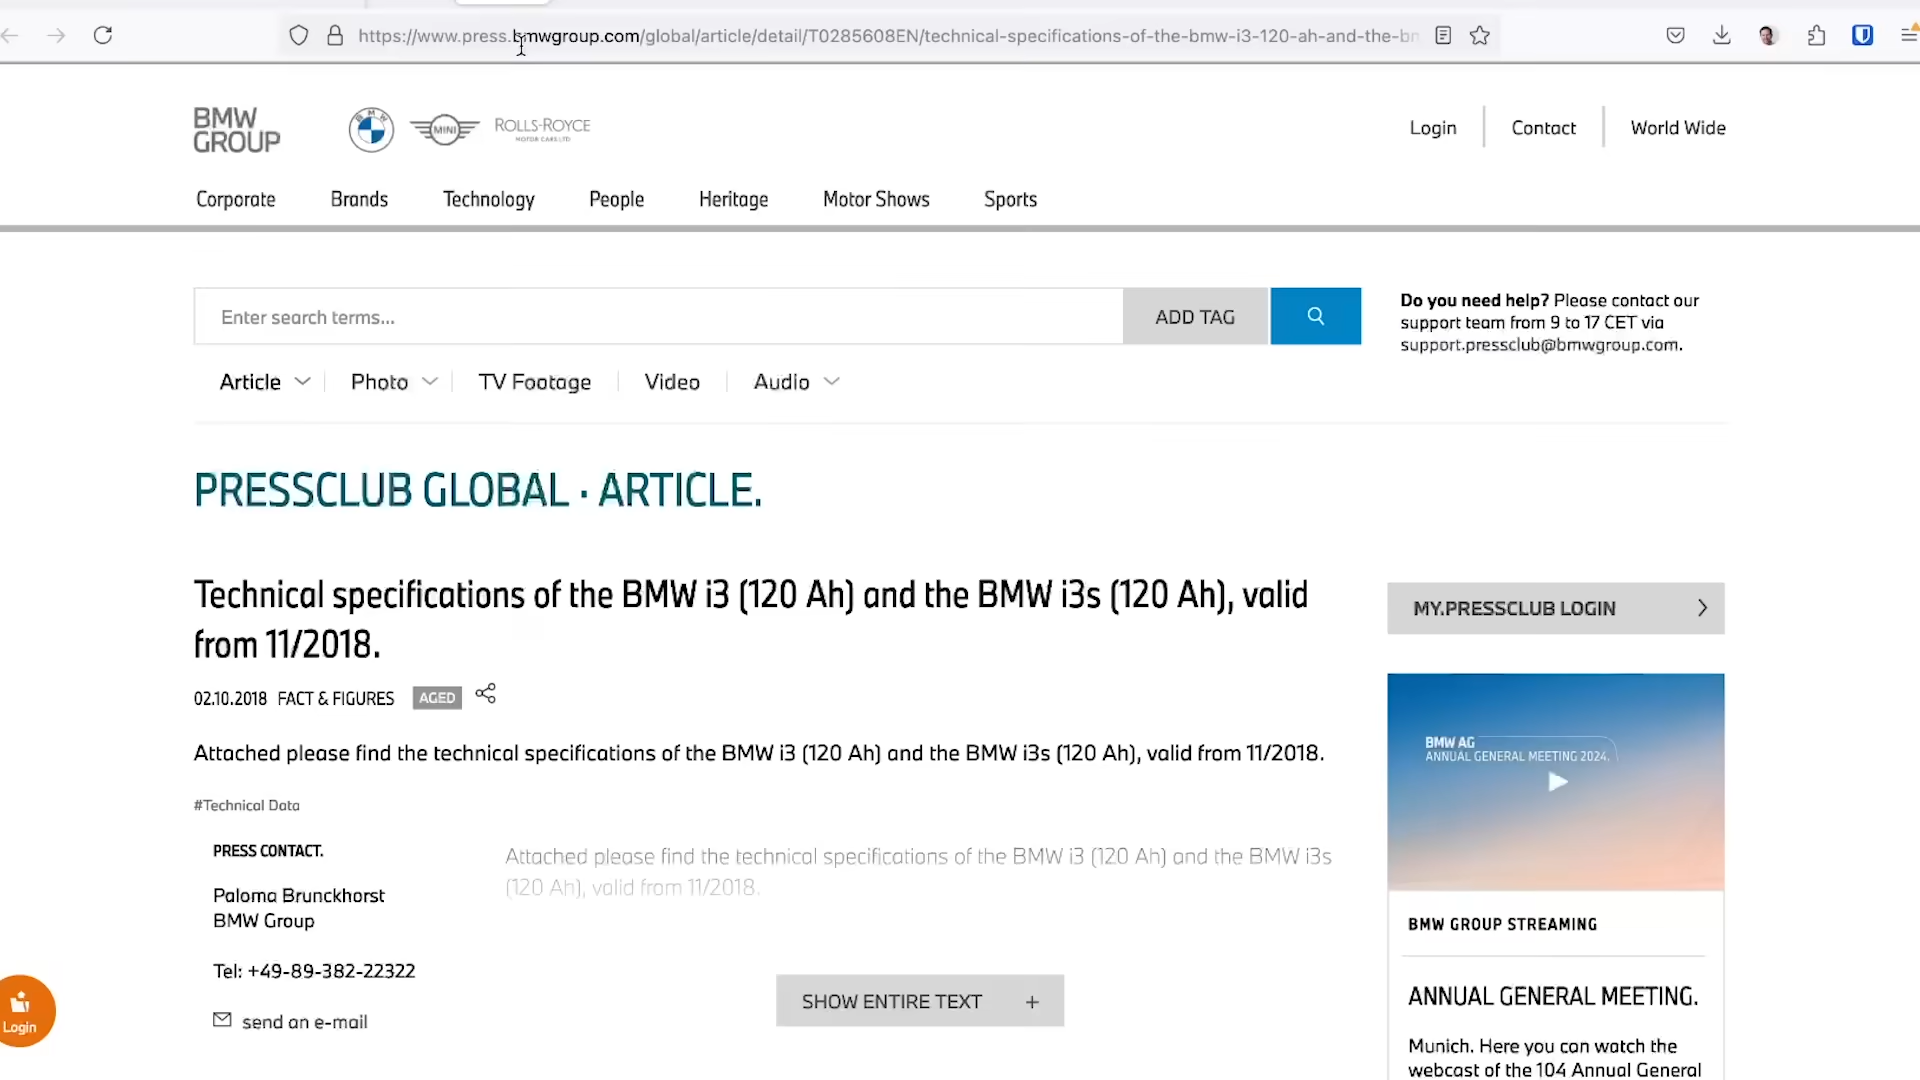 https://www.press.bmwgroup.com/global/article/detail/T0285608EN/technical-specifications-of-the-bmw-i3-120-ah-and-the-bm
BMW
GROUP
BMW
MINI
ROLLS-ROYCE
MOTOR CARS LTD
Login
Contact
World Wide
Corporate
Brands
Technology
People
Heritage
Motor Shows
Sports
Enter search terms...
ADD TAG
Do you need help? Please contact our
support team from 9 to 17 CET via
support.pressclub@bmwgroup.com.
Article
Photo
TV Footage
Video
Audio
PRESSCLUB GLOBAL · ARTICLE.
Technical specifications of the BMW i3 (120 Ah) and the BMW i3s (120 Ah), valid
from 11/2018.
MY.PRESSCLUB LOGIN
02.10.2018 FACT & FIGURES AGED
Attached please find the technical specifications of the BMW i3 (120 Ah) and the BMW i3s (120 Ah), valid from 11/2018.
BMW AG
ANNUAL GENERAL MEETING 2024.
#Technical Data
PRESS CONTACT.
Paloma Brunckhorst
BMW Group
Tel: +49-89-382-22322
send an e-mail
Attached please find the technical specifications of the BMW i3 (120 Ah) and the BMW i3s
(120 Ah), valid from 11/2018.
SHOW ENTIRE TEXT +
BMW GROUP STREAMING
ANNUAL GENERAL MEETING.
Munich. Here you can watch the
webcast of the 104 Annual General
Login